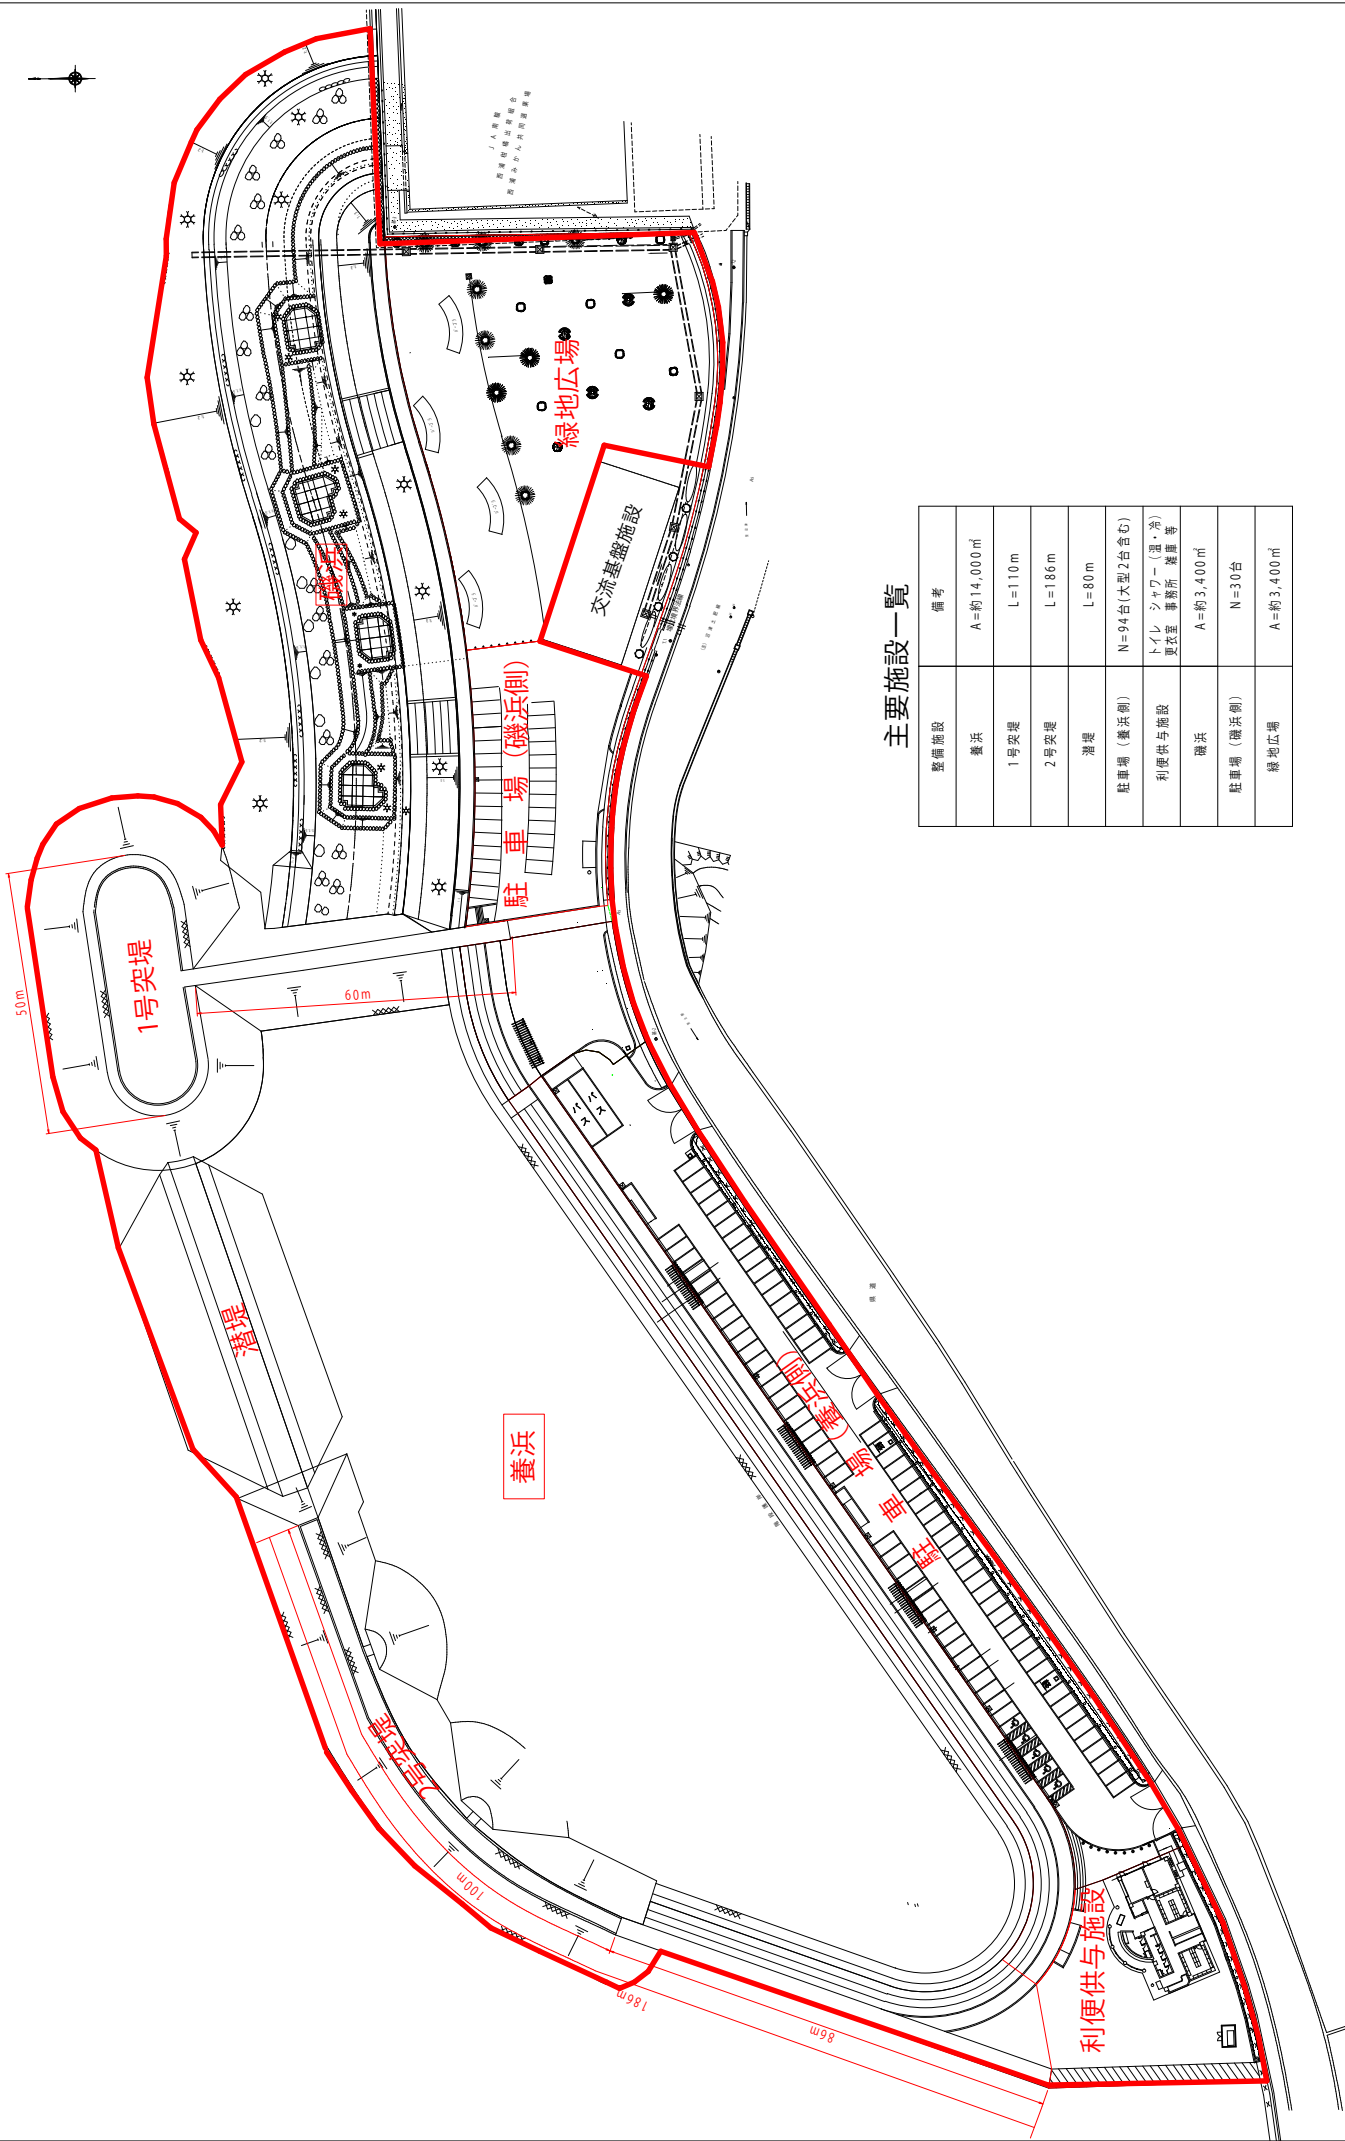 主要施設一覧
整備施設 備考
養浜 A=約14,000㎡
1号突堤 L=110m
2号突堤 L=186m
潜堤 L=80m
駐車場（養浜側） N=94台(大型2台含む)
利便供与施設 トイレ シャワー（温・冷）
更衣室 事務所 雑庫 等
磯浜 A=約3,400㎡
駐車場（磯浜側） N=30台
緑地広場 A=約3,400㎡
磯浜
緑地広場
交流基盤施設
駐車場（磯浜側）
1号突堤
50m
60m
潜堤
養浜
バス
バス
駐車場（養浜側）
2号突堤
100m
186m
86m
利便供与施設
県道